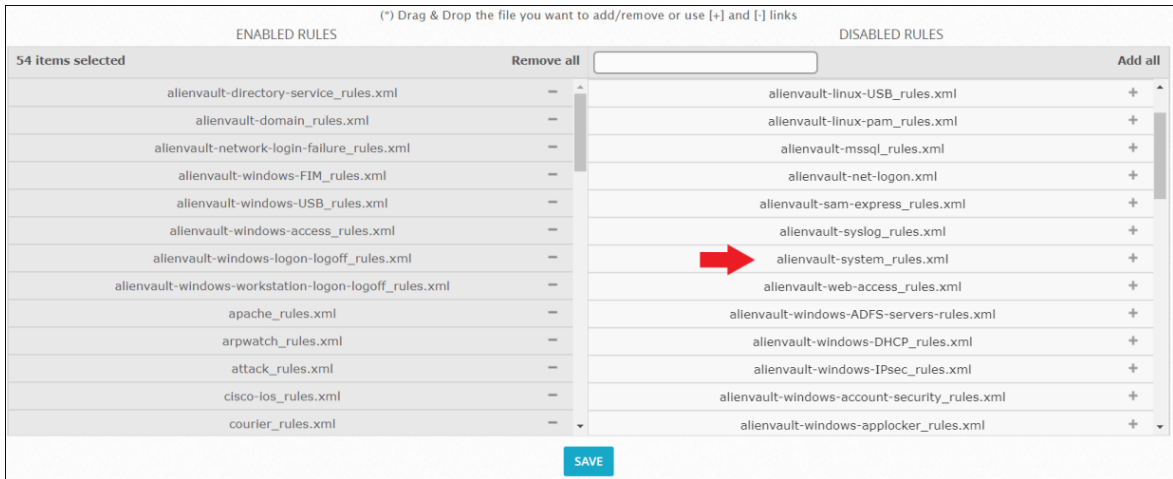 (*) Drag & Drop the file you want to add/remove or use [+] and [-] links
ENABLED RULES
DISABLED RULES
54 items selected
Remove all
Add all
alienvault-directory-service_rules.xml
alienvault-domain_rules.xml
alienvault-network-login-failure_rules.xml
alienvault-windows-FIM_rules.xml
alienvault-windows-USB_rules.xml
alienvault-windows-access_rules.xml
alienvault-windows-logon-logoff_rules.xml
alienvault-windows-workstation-logon-logoff_rules.xml
apache_rules.xml
arpwatch_rules.xml
attack_rules.xml
cisco-ios_rules.xml
courier_rules.xml
alienvault-linux-USB_rules.xml
alienvault-linux-pam_rules.xml
alienvault-mssql_rules.xml
alienvault-net-logon.xml
alienvault-sam-express_rules.xml
alienvault-syslog_rules.xml
alienvault-system_rules.xml
alienvault-web-access_rules.xml
alienvault-windows-ADFS-servers-rules.xml
alienvault-windows-DHCP_rules.xml
alienvault-windows-IPsec_rules.xml
alienvault-windows-account-security_rules.xml
alienvault-windows-applocker_rules.xml
SAVE